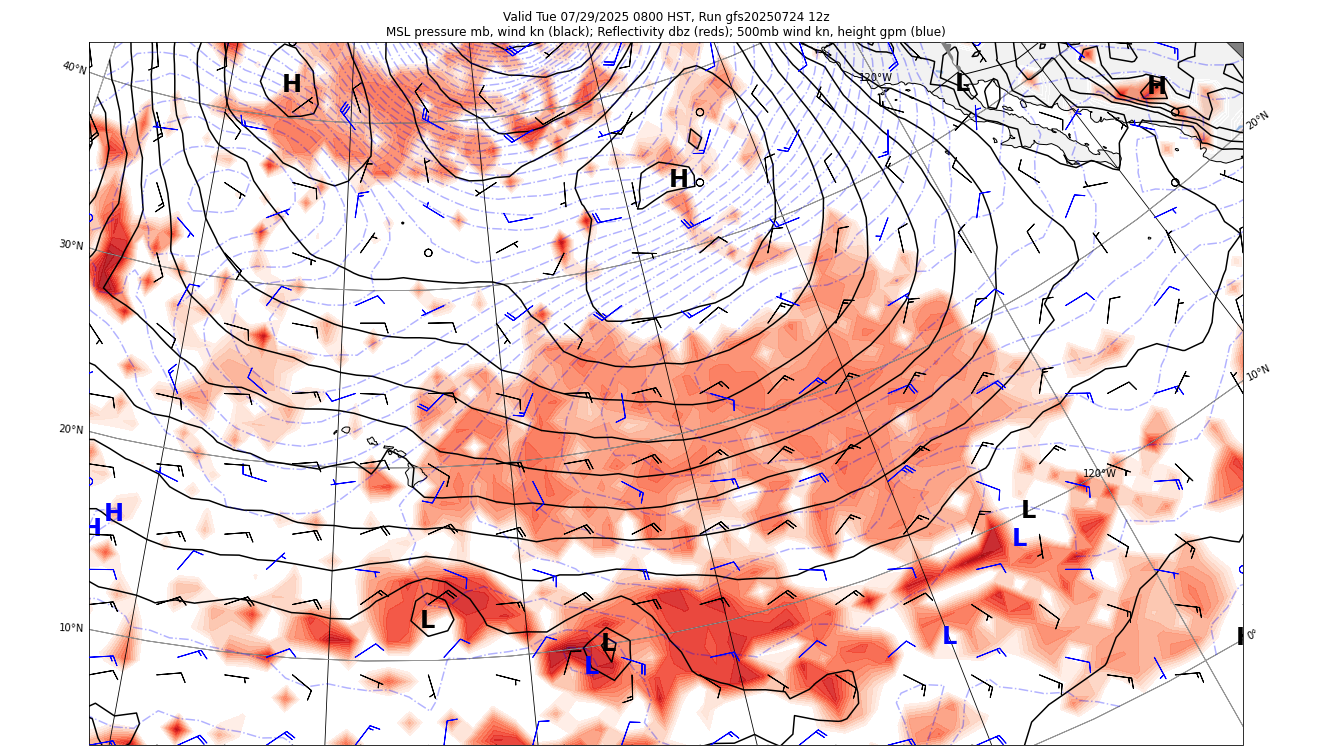 Valid Tue 07/29/2025 0800 HST, Run gfs20250724 12z
MSL pressure mb, wind kn (black); Reflectivity dbz (reds); 500mb wind kn, height gpm (blue)
40°N
120°W
L
H
H
20°N
H
30°N
10°N
20°N
120°W
H
H
L
L
10°N
L
L
L
L
0°